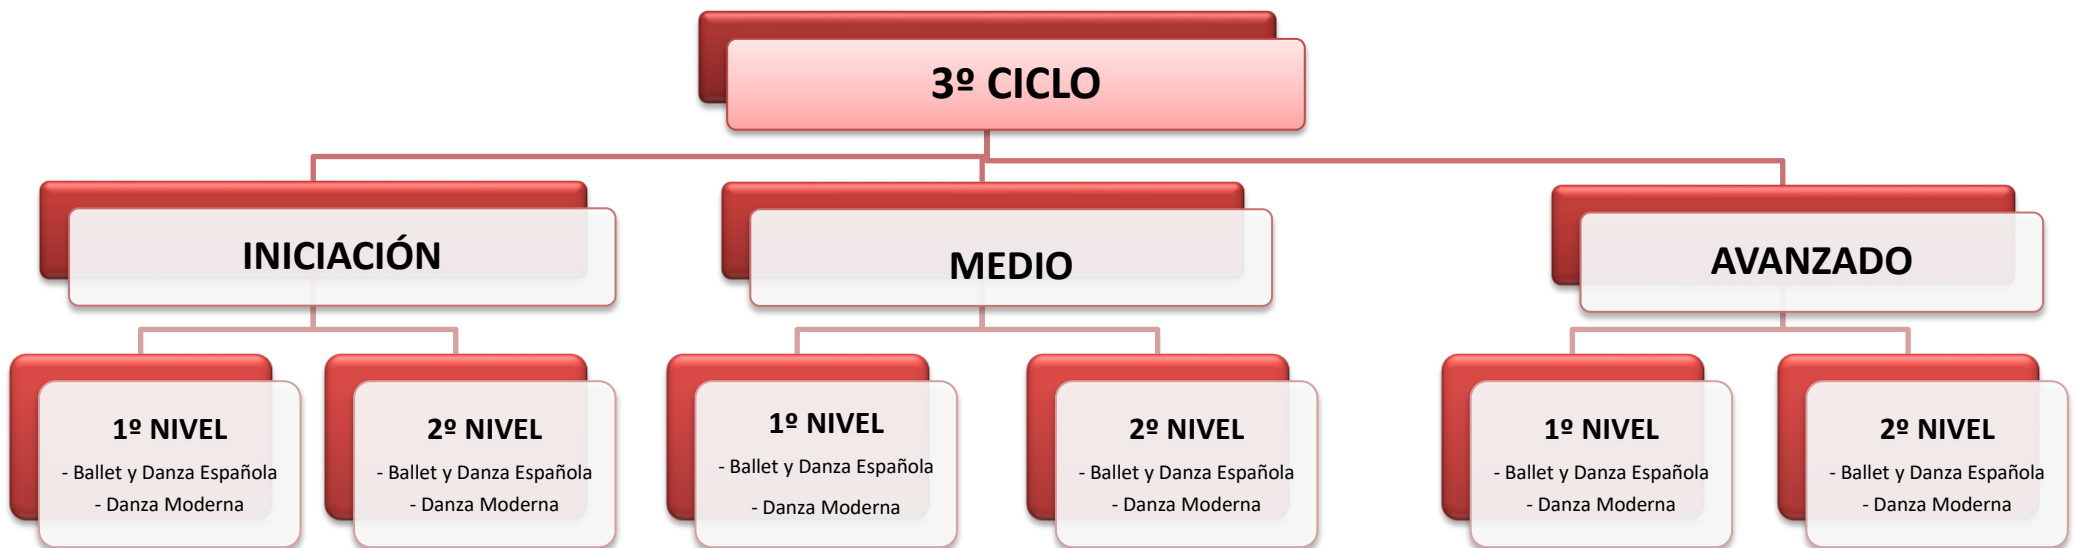 3º CICLO
INICIACIÓN
MEDIO
AVANZADO
1º NIVEL
- Ballet y Danza Española
- Danza Moderna
2º NIVEL
- Ballet y Danza Española
- Danza Moderna
1º NIVEL
- Ballet y Danza Española
- Danza Moderna
2º NIVEL
- Ballet y Danza Española
- Danza Moderna
1º NIVEL
- Ballet y Danza Española
- Danza Moderna
2º NIVEL
- Ballet y Danza Española
- Danza Moderna